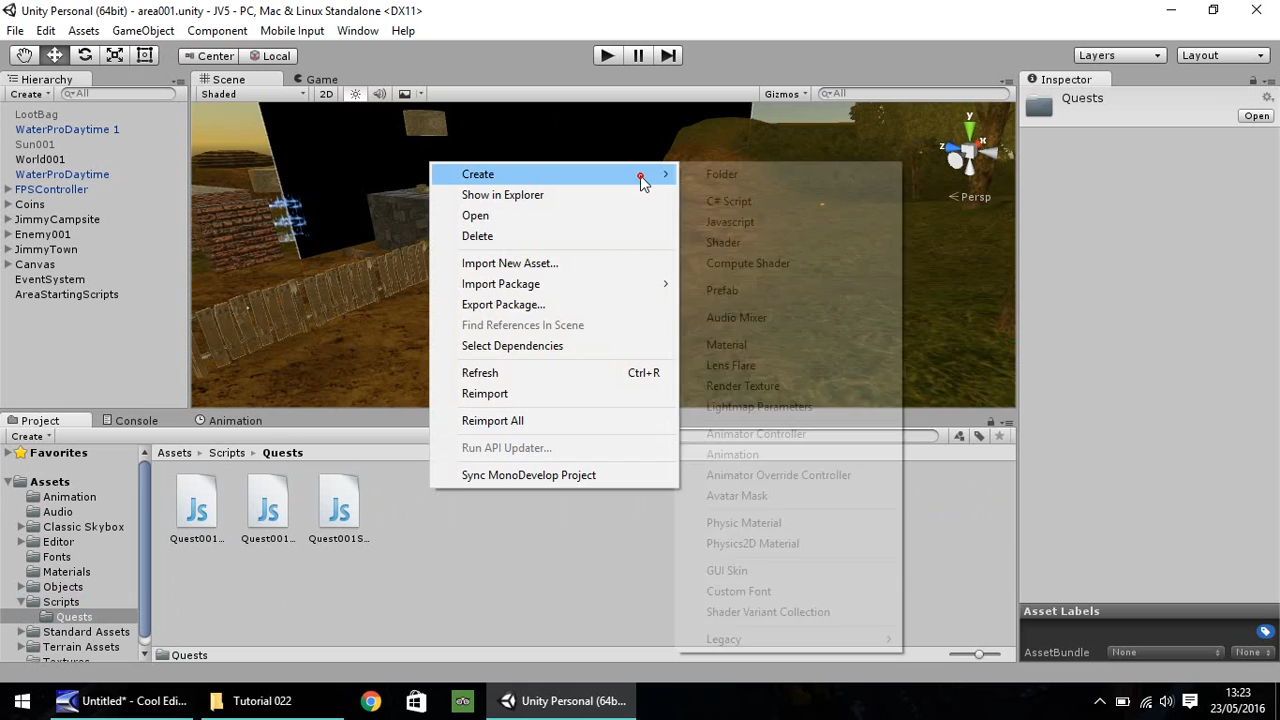 Unity Personal (64bit) - area001.unity - JV5 - PC, Mac & Linux Standalone <DX11>
File Edit Assets GameObject Component Mobile Input Window Help
Center Local Layers Layout
Hierarchy Scene Game Inspector
Create All Shaded 2D Gizmos All
Quests
Open
LootBag
WaterProDaytime 1
Sun001
World001
WaterProDaytime
FPSController
Coins
JimmyCampsite
Enemy001
JimmyTown
Canvas
EventSystem
AreaStartingScripts
y
x
z
Persp
Create
Show in Explorer
Open
Delete
Import New Asset...
Import Package
Export Package...
Find References In Scene
Select Dependencies
Refresh Ctrl+R
Reimport
Reimport All
Run API Updater...
Sync MonoDevelop Project
Folder
C# Script
Javascript
Shader
Compute Shader
Prefab
Audio Mixer
Material
Lens Flare
Render Texture
Lightmap Parameters
Animator Controller
Animation
Animator Override Controller
Avatar Mask
Physic Material
Physics2D Material
GUI Skin
Custom Font
Shader Variant Collection
Legacy
Project Console Animation
Create
Favorites
Assets
Animation
Audio
Classic Skybox
Editor
Fonts
Materials
Objects
Scripts
Quests
Standard Assets
Terrain Assets
Textures
Assets Scripts Quests
Js Js Js
Quest001... Quest001... Quest001S...
Quests
Asset Labels
AssetBundle None None
Untitled* - Cool Edi...
Tutorial 022
Unity Personal (64b...
13:23
23/05/2016